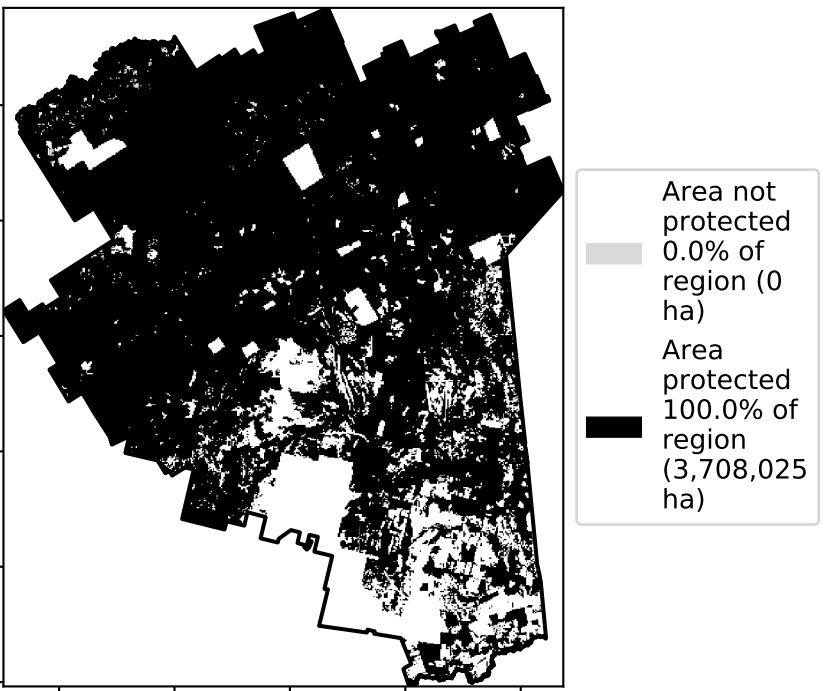 Area not
protected
0.0% of
region (0
ha)
Area
protected
100.0% of
region
(3,708,025
ha)